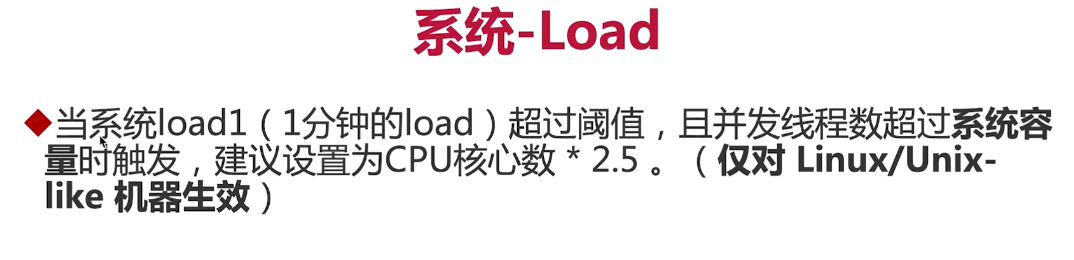 系统-Load
当系统load1（1分钟的load）超过阈值，且并发线程数超过系统容
量时触发，建议设置为CPU核心数 * 2.5 。（仅对 Linux/Unix-
like 机器生效）